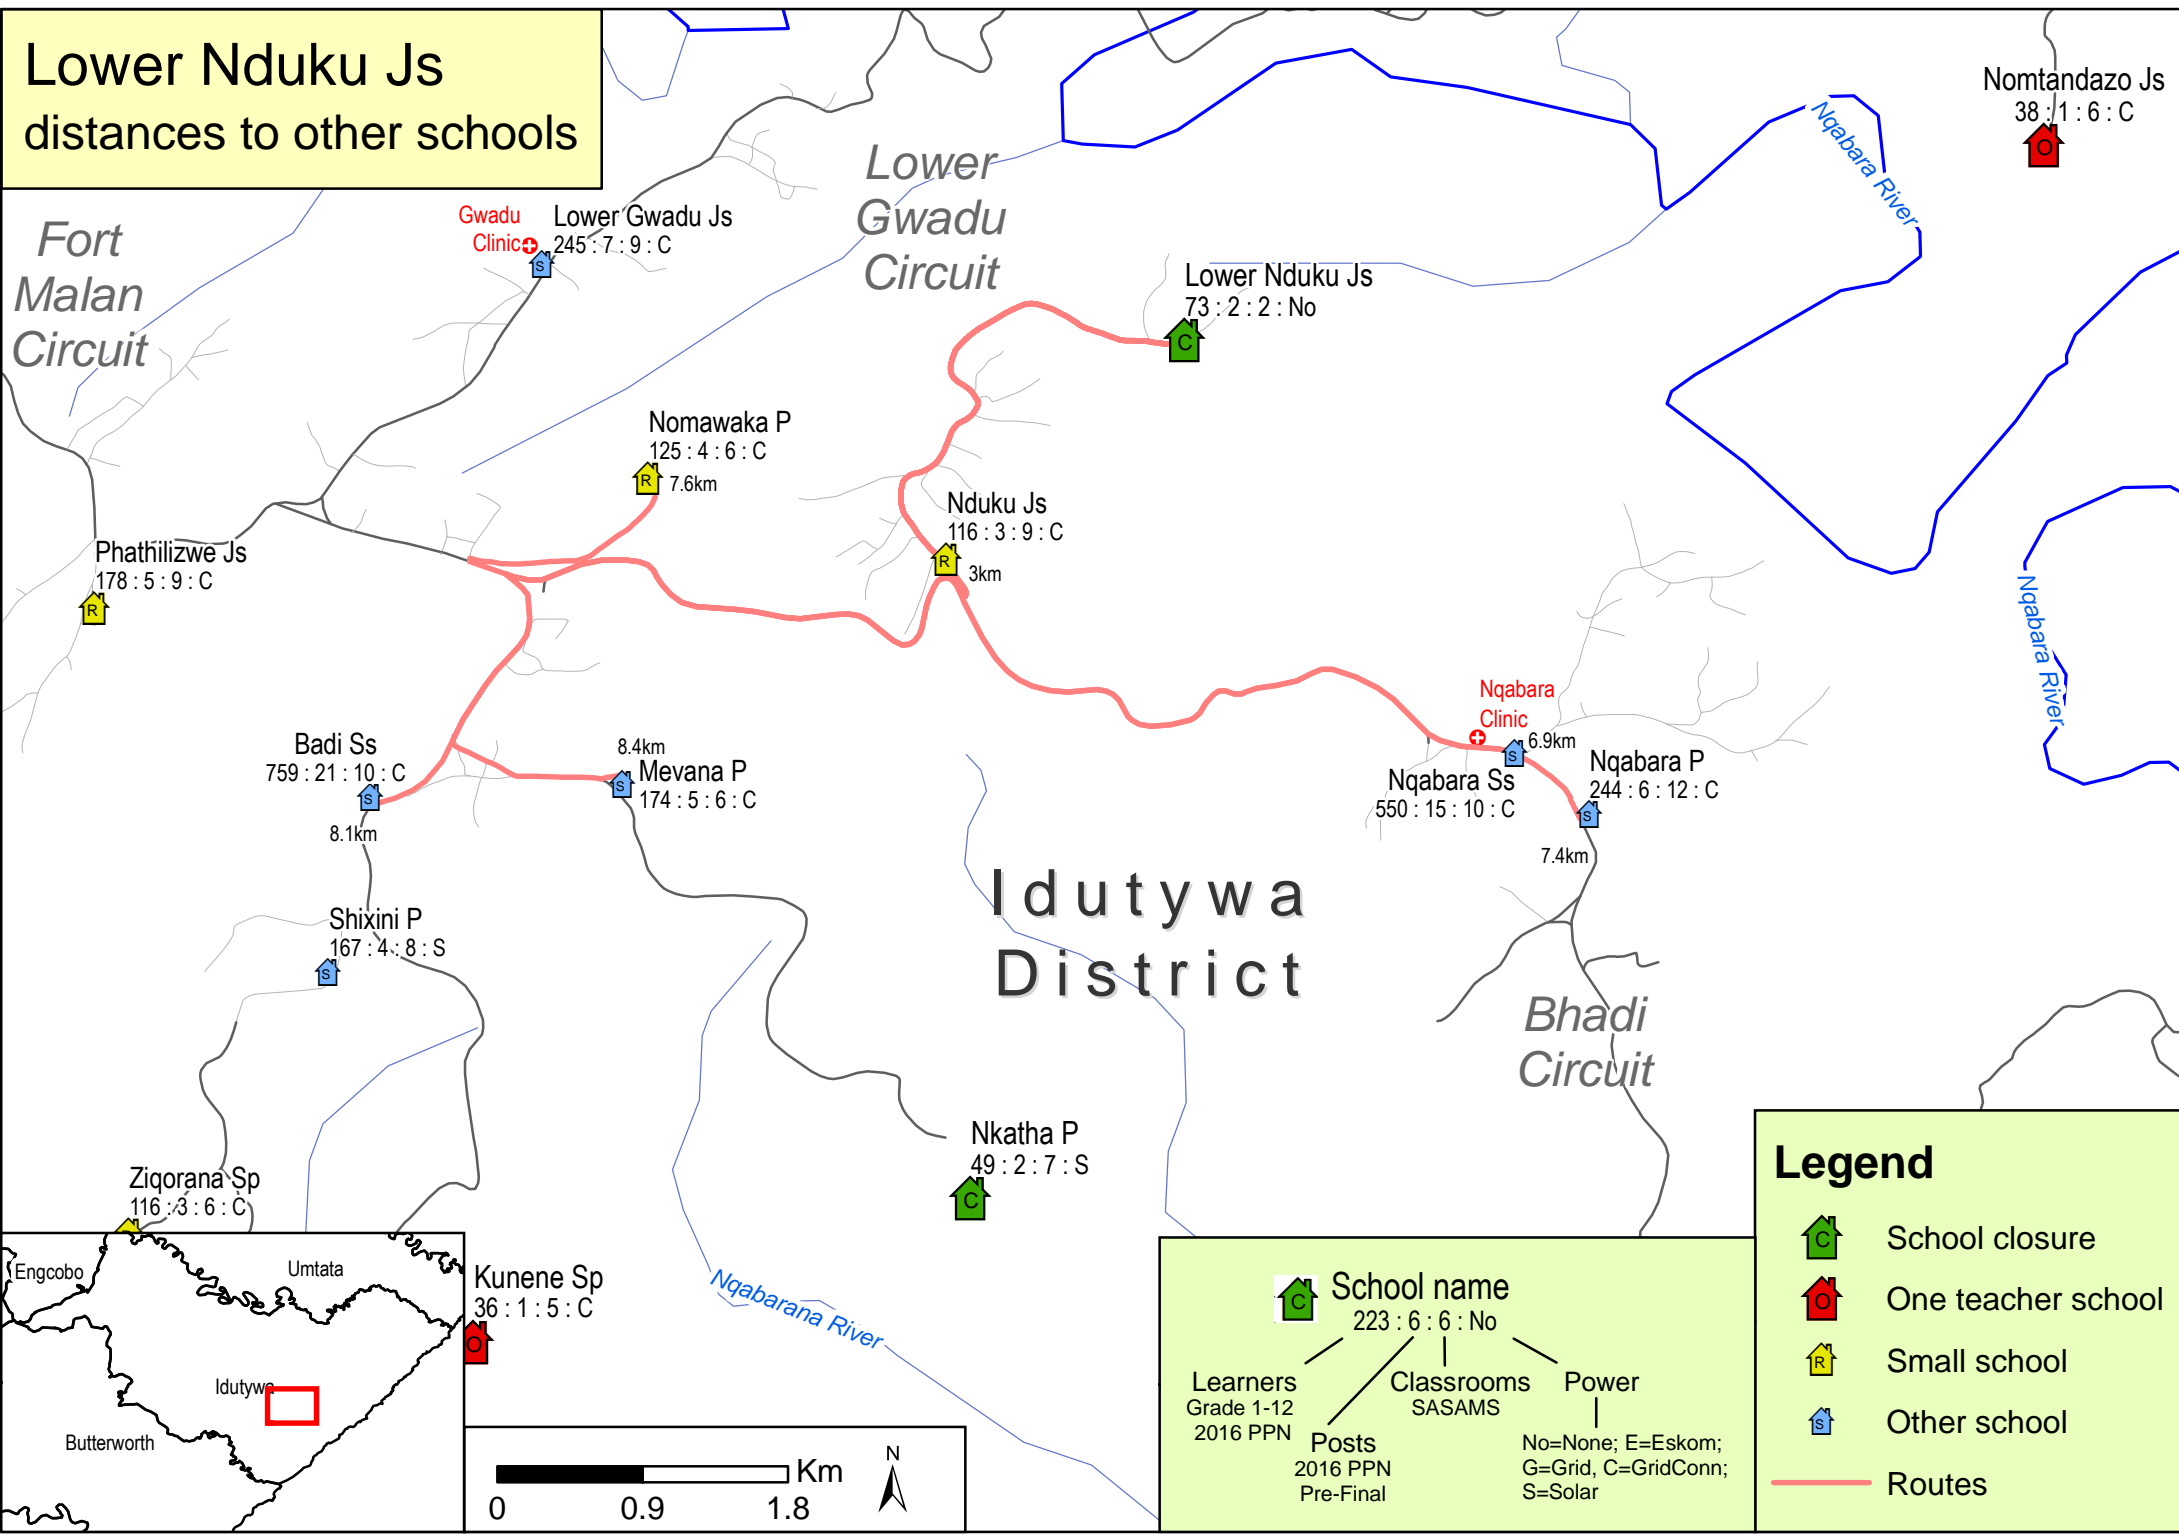 Lower Nduku Js
distances to other schools
Nomtandazo Js
38 : 1 : 6 : C
O
Nqabara River
Lower
Gwadu
Circuit
Gwadu
Clinic
Lower Gwadu Js
245 : 7 : 9 : C
S
Fort
Malan
Circuit
Lower Nduku Js
73 : 2 : 2 : No
C
Nomawaka P
125 : 4 : 6 : C
R
7.6km
Nduku Js
116 : 3 : 9 : C
R
3km
Phathilizwe Js
178 : 5 : 9 : C
R
Nqabara River
Nqabara
Clinic
Badi Ss
759 : 21 : 10 : C
S
8.1km
8.4km
Mevana P
174 : 5 : 6 : C
S
6.9km
S
Nqabara Ss
550 : 15 : 10 : C
Nqabara P
244 : 6 : 12 : C
S
7.4km
Idutywa
District
Shixini P
167 : 4 : 8 : S
S
Bhadi
Circuit
Nkatha P
49 : 2 : 7 : S
C
Ziqorana Sp
116 : 3 : 6 : C
Engcobo
Umtata
Idutywa
Butterworth
Kunene Sp
36 : 1 : 5 : C
O
Nqabarana River
Km
0
0.9
1.8
N
C
School name
223 : 6 : 6 : No
Learners
Grade 1-12
2016 PPN
Posts
2016 PPN
Pre-Final
Classrooms
SASAMS
Power
No=None; E=Eskom;
G=Grid, C=GridConn;
S=Solar
Legend
C School closure
O One teacher school
R Small school
S Other school
Routes